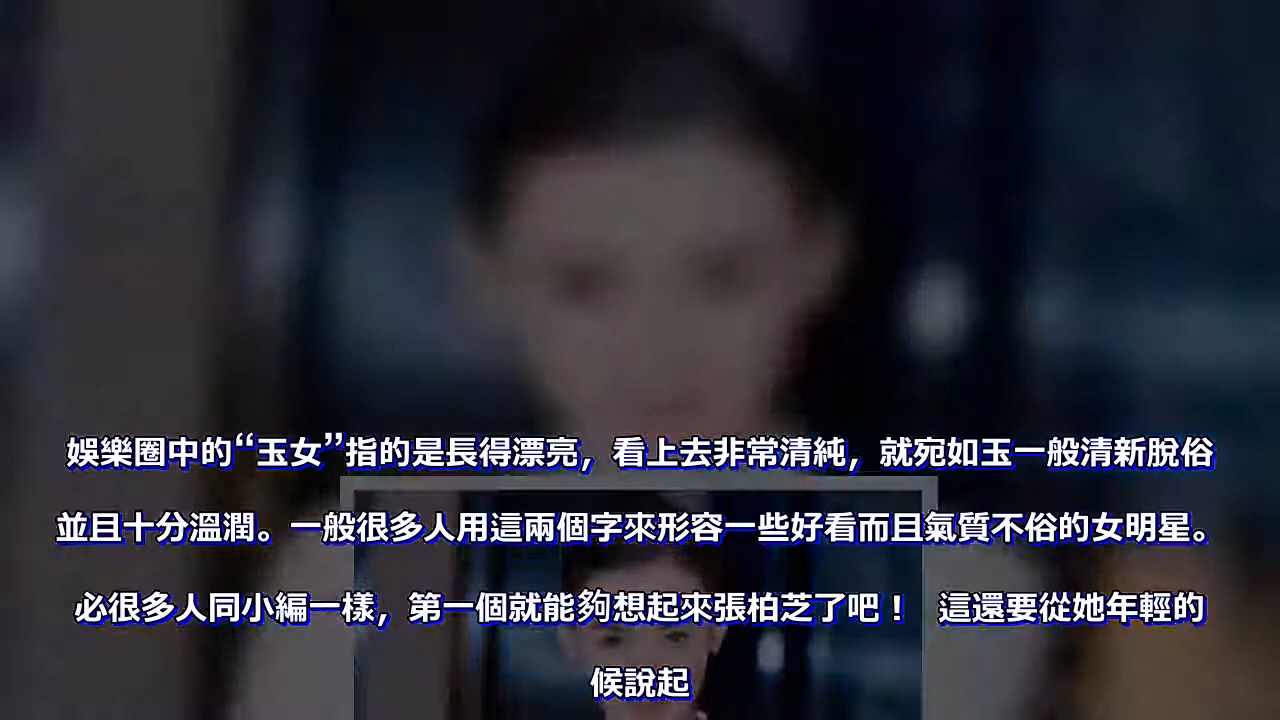 娛樂圈中的“玉女”指的是長得漂亮，看上去非常清純，就宛如玉一般清新脫俗
並且十分溫潤。一般很多人用這兩個字來形容一些好看而且氣質不俗的女明星。
必很多人同小編一樣，第一個就能夠想起來張柏芝了吧！ 這還要從她年輕的
候說起